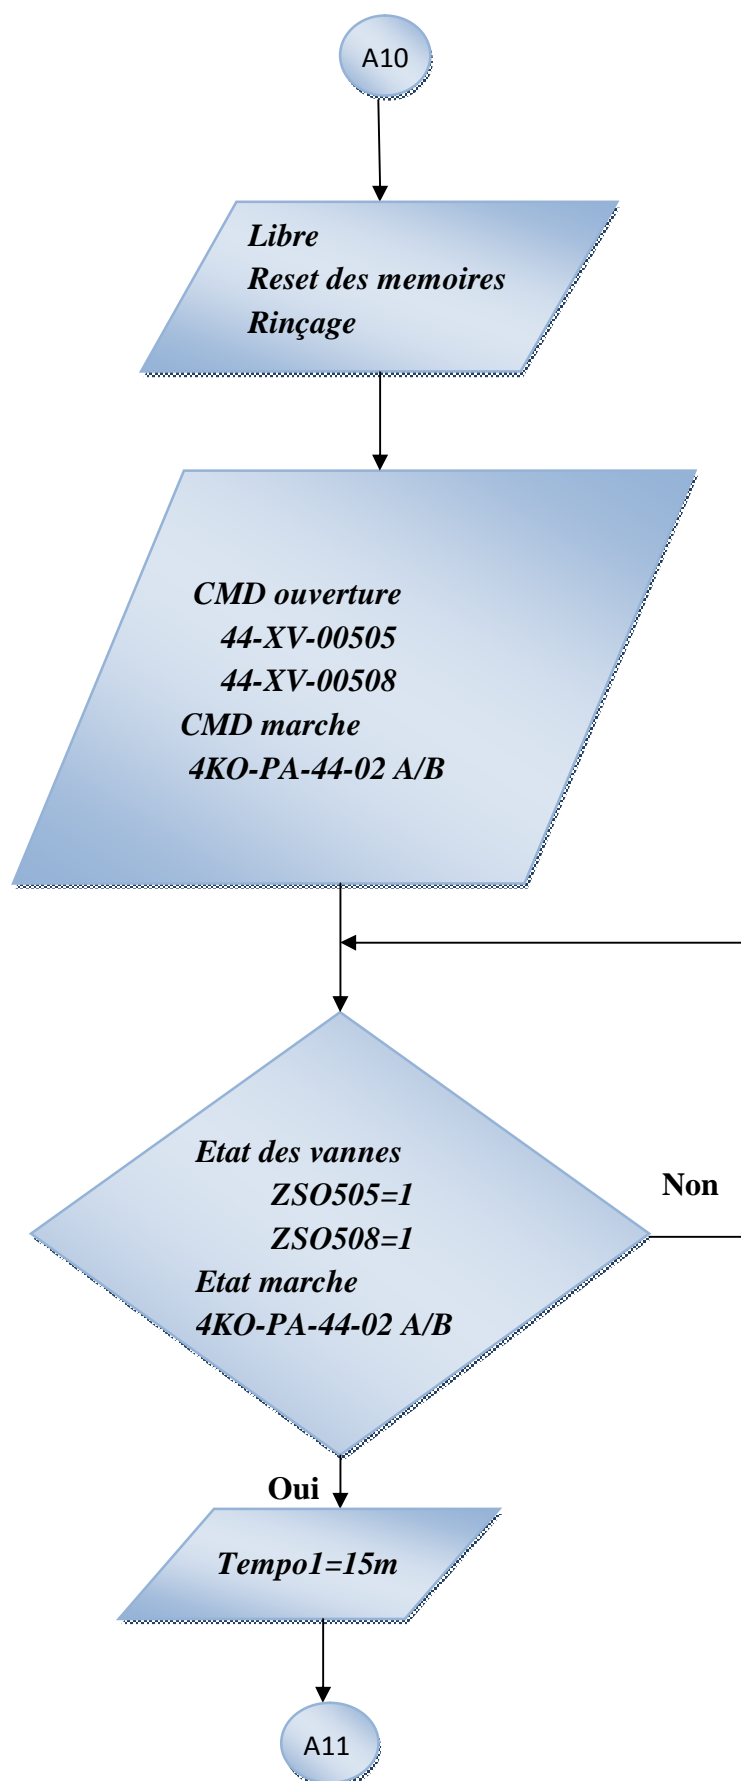 A10
Libre
Reset des memoires
Rinçage
CMD ouverture
44-XV-00505
44-XV-00508
CMD marche
4KO-PA-44-02 A/B
Etat des vannes
ZSO505=1
ZSO508=1
Etat marche
4KO-PA-44-02 A/B
Non
Oui
Tempo1=15m
A11